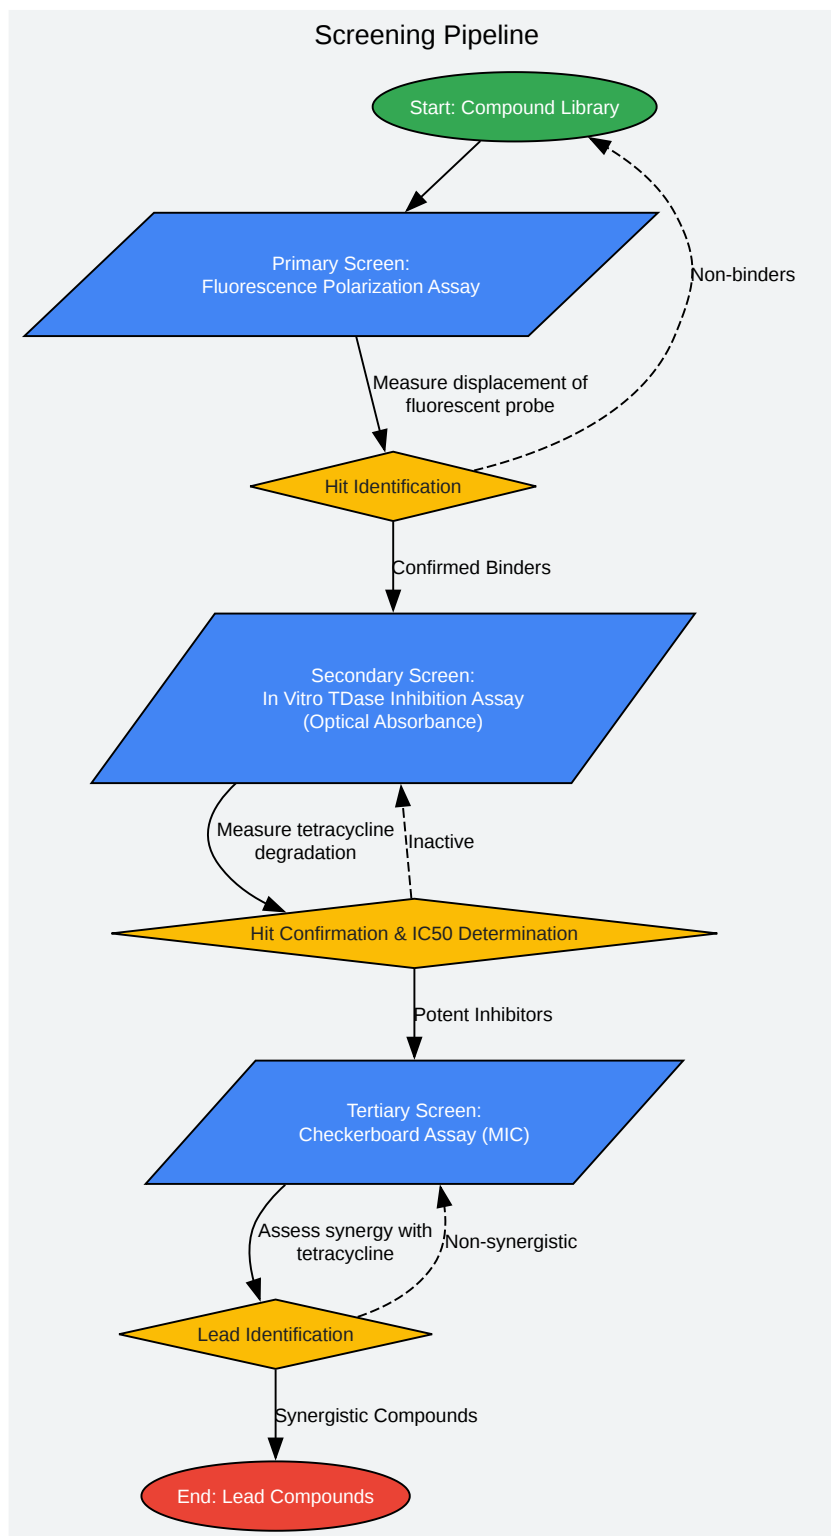 Screening Pipeline
Start: Compound Library
Primary Screen:
Fluorescence Polarization Assay
Non-binders
Measure displacement of
fluorescent probe
Hit Identification
Confirmed Binders
Secondary Screen:
In Vitro TDase Inhibition Assay
(Optical Absorbance)
Measure tetracycline
degradation
Inactive
Hit Confirmation & IC50 Determination
Potent Inhibitors
Tertiary Screen:
Checkerboard Assay (MIC)
Assess synergy with
tetracycline
Non-synergistic
Lead Identification
Synergistic Compounds
End: Lead Compounds